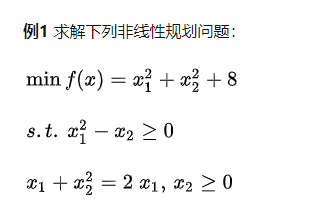 例1 求解下列非线性规划问题：
min f(x) = x₁² + x₂² + 8
s.t. x₁² − x₂ ≥ 0
x₁ + x₂² = 2 x₁, x₂ ≥ 0